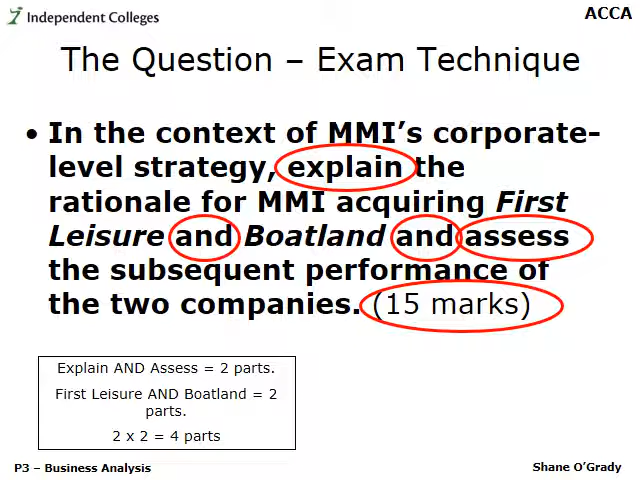 Independent Colleges
ACCA
The Question – Exam Technique
• In the context of MMI’s corporate-
level strategy, explain the
rationale for MMI acquiring First
Leisure and Boatland and assess
the subsequent performance of
the two companies. (15 marks)
Explain AND Assess = 2 parts.
First Leisure AND Boatland = 2
parts.
2 x 2 = 4 parts
P3 – Business Analysis
Shane O’Grady